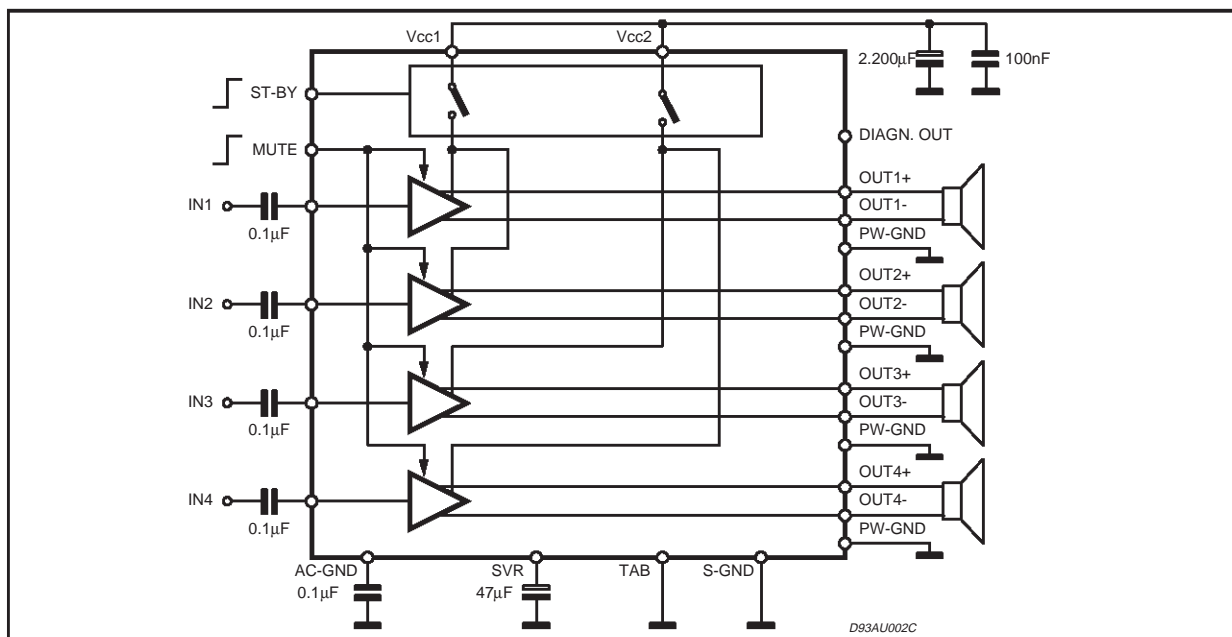 Vcc1
Vcc2
2.200µF
100nF
ST-BY
DIAGN. OUT
MUTE
OUT1+
IN1
OUT1-
0.1µF
PW-GND
OUT2+
IN2
OUT2-
0.1µF
PW-GND
OUT3+
IN3
OUT3-
0.1µF
PW-GND
OUT4+
IN4
OUT4-
0.1µF
PW-GND
AC-GND
SVR
TAB
S-GND
0.1µF
47µF
D93AU002C